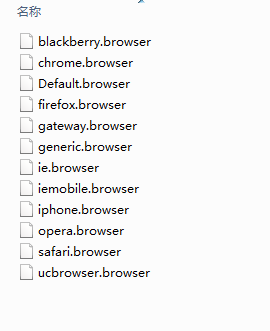 名称
blackberry.browser
chrome.browser
Default.browser
firefox.browser
gateway.browser
generic.browser
ie.browser
iemobile.browser
iphone.browser
opera.browser
safari.browser
ucbrowser.browser